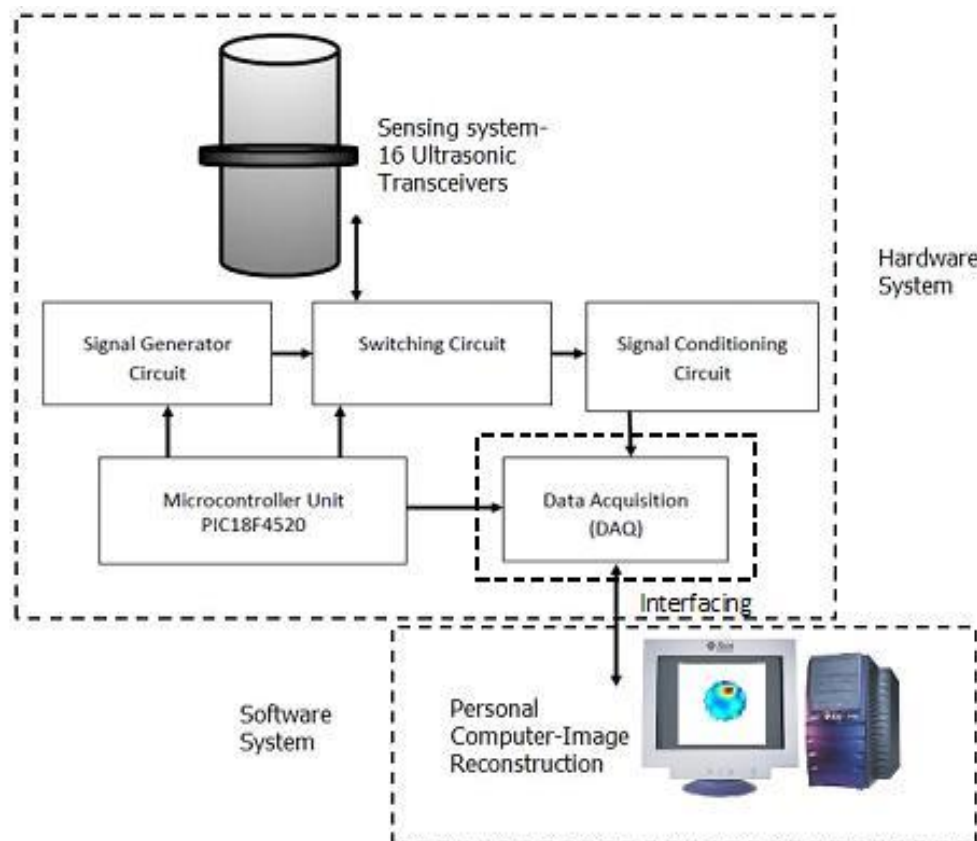 Sensing system-
16 Ultrasonic
Transceivers
Hardware
System
Signal Generator
Circuit
Switching Circuit
Signal Conditioning
Circuit
Microcontroller Unit
PIC18F4520
Data Acquisition
(DAQ)
Interfacing
Software
System
Personal
Computer-Image
Reconstruction